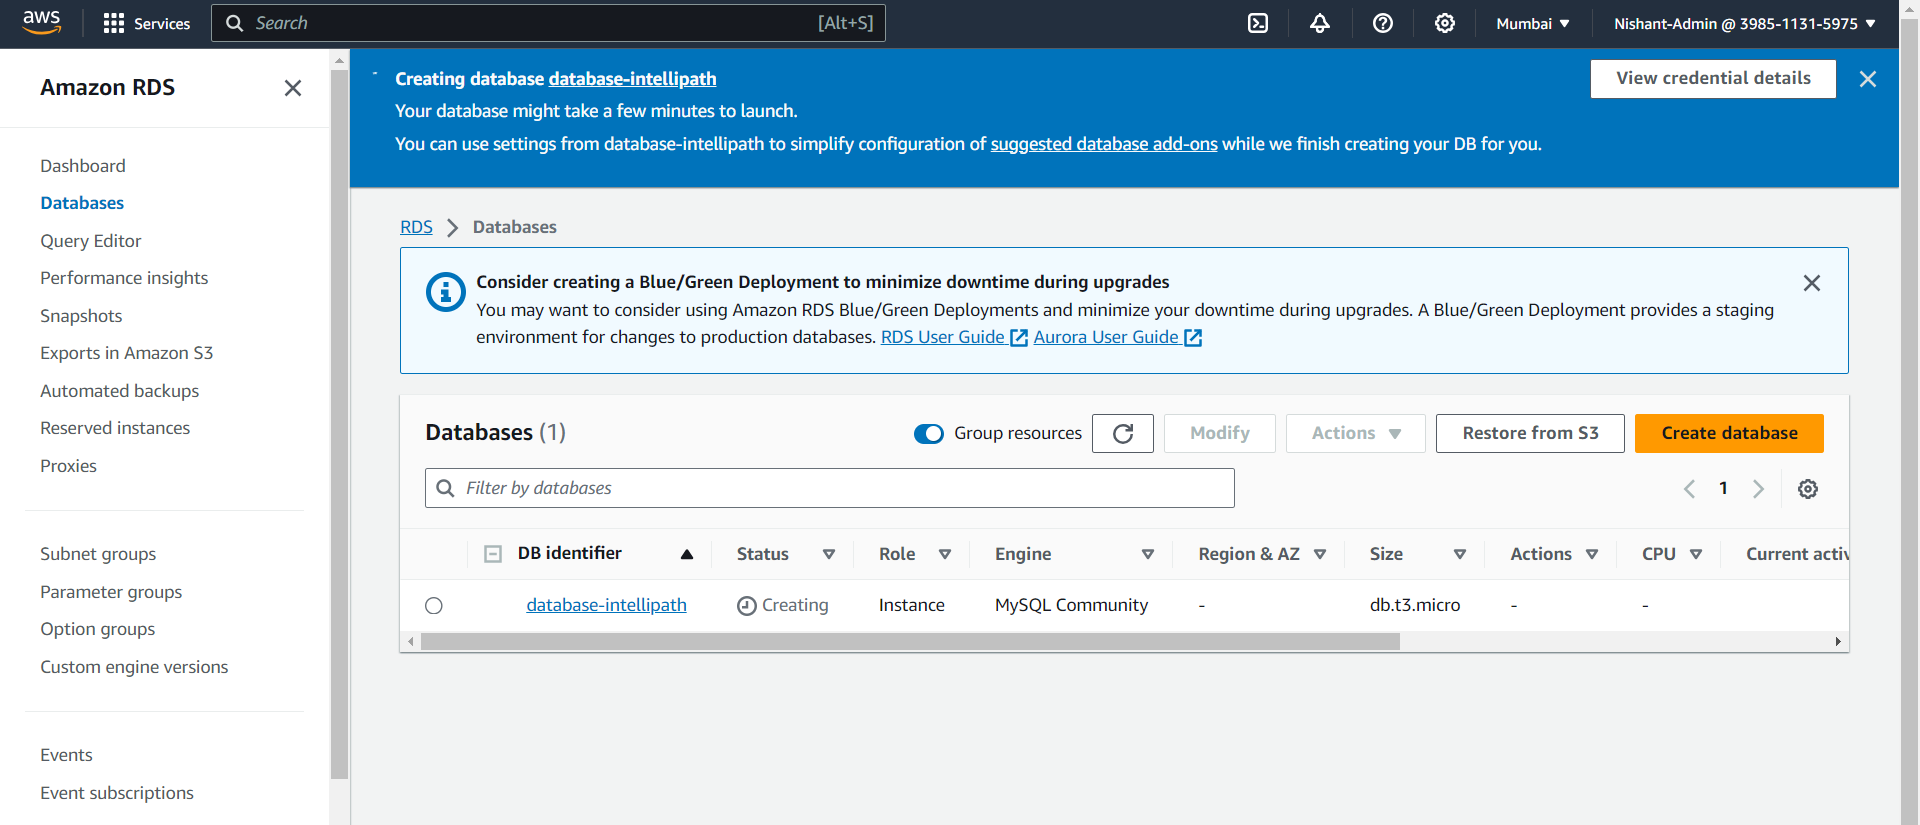 aws
Services
Search [Alt+S]
Mumbai
Nishant-Admin @ 3985-1131-5975
Amazon RDS
Dashboard
Databases
Query Editor
Performance insights
Snapshots
Exports in Amazon S3
Automated backups
Reserved instances
Proxies
Subnet groups
Parameter groups
Option groups
Custom engine versions
Events
Event subscriptions
Creating database database-intellipath
View credential details
Your database might take a few minutes to launch.
You can use settings from database-intellipath to simplify configuration of suggested database add-ons while we finish creating your DB for you.
RDS > Databases
Consider creating a Blue/Green Deployment to minimize downtime during upgrades
You may want to consider using Amazon RDS Blue/Green Deployments and minimize your downtime during upgrades. A Blue/Green Deployment provides a staging
environment for changes to production databases. RDS User Guide Aurora User Guide
Databases (1)
Group resources
Modify
Actions
Restore from S3
Create database
Filter by databases
1
DB identifier Status Role Engine Region & AZ Size Actions CPU Current activ
database-intellipath Creating Instance MySQL Community - db.t3.micro - -